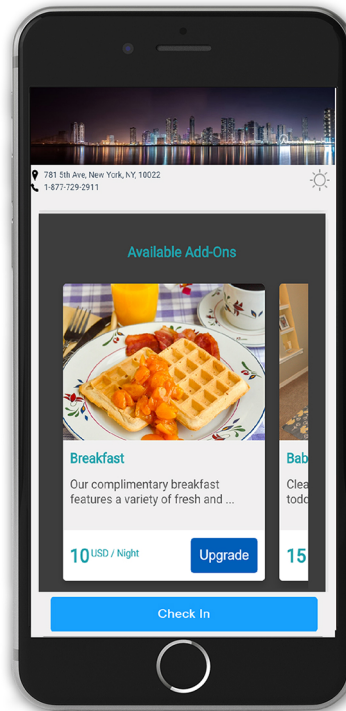 781 5th Ave, New York, NY, 10022
1-877-729-2911
Available Add-Ons
Breakfast
Our complimentary breakfast
features a variety of fresh and ...
10 USD / Night
Upgrade
Bab
Clea
todd
15
Check In